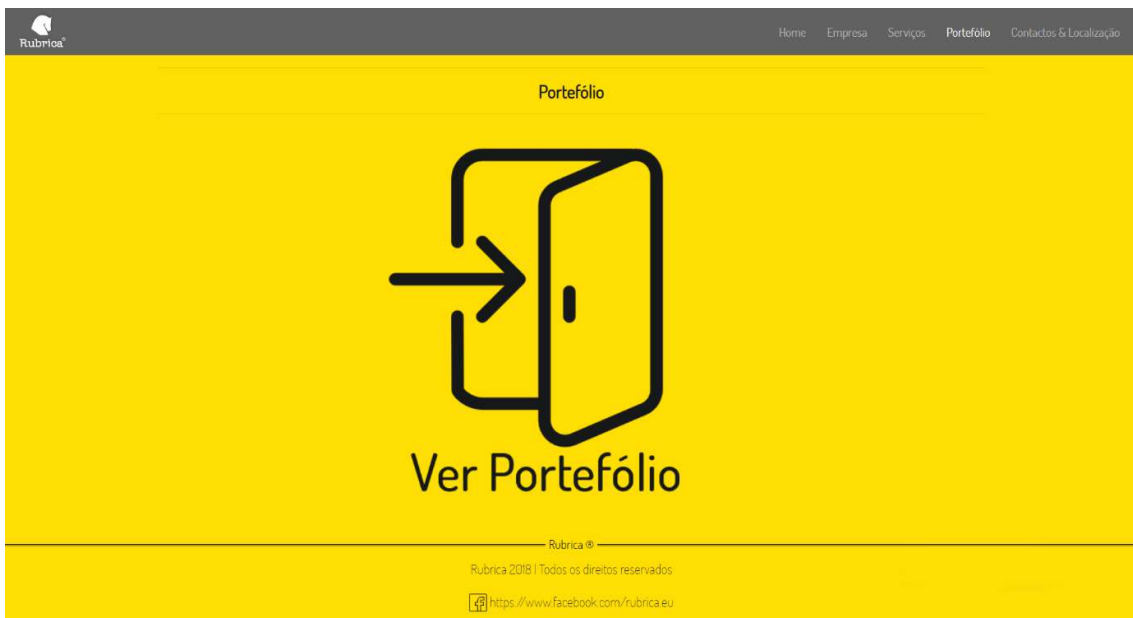 Rubrica®
Home Empresa Serviços Portefólio Contactos & Localização
Portefólio
Ver Portefólio
Rubrica ®
Rubrica 2018 | Todos os direitos reservados
https://www.facebook.com/rubrica.eu